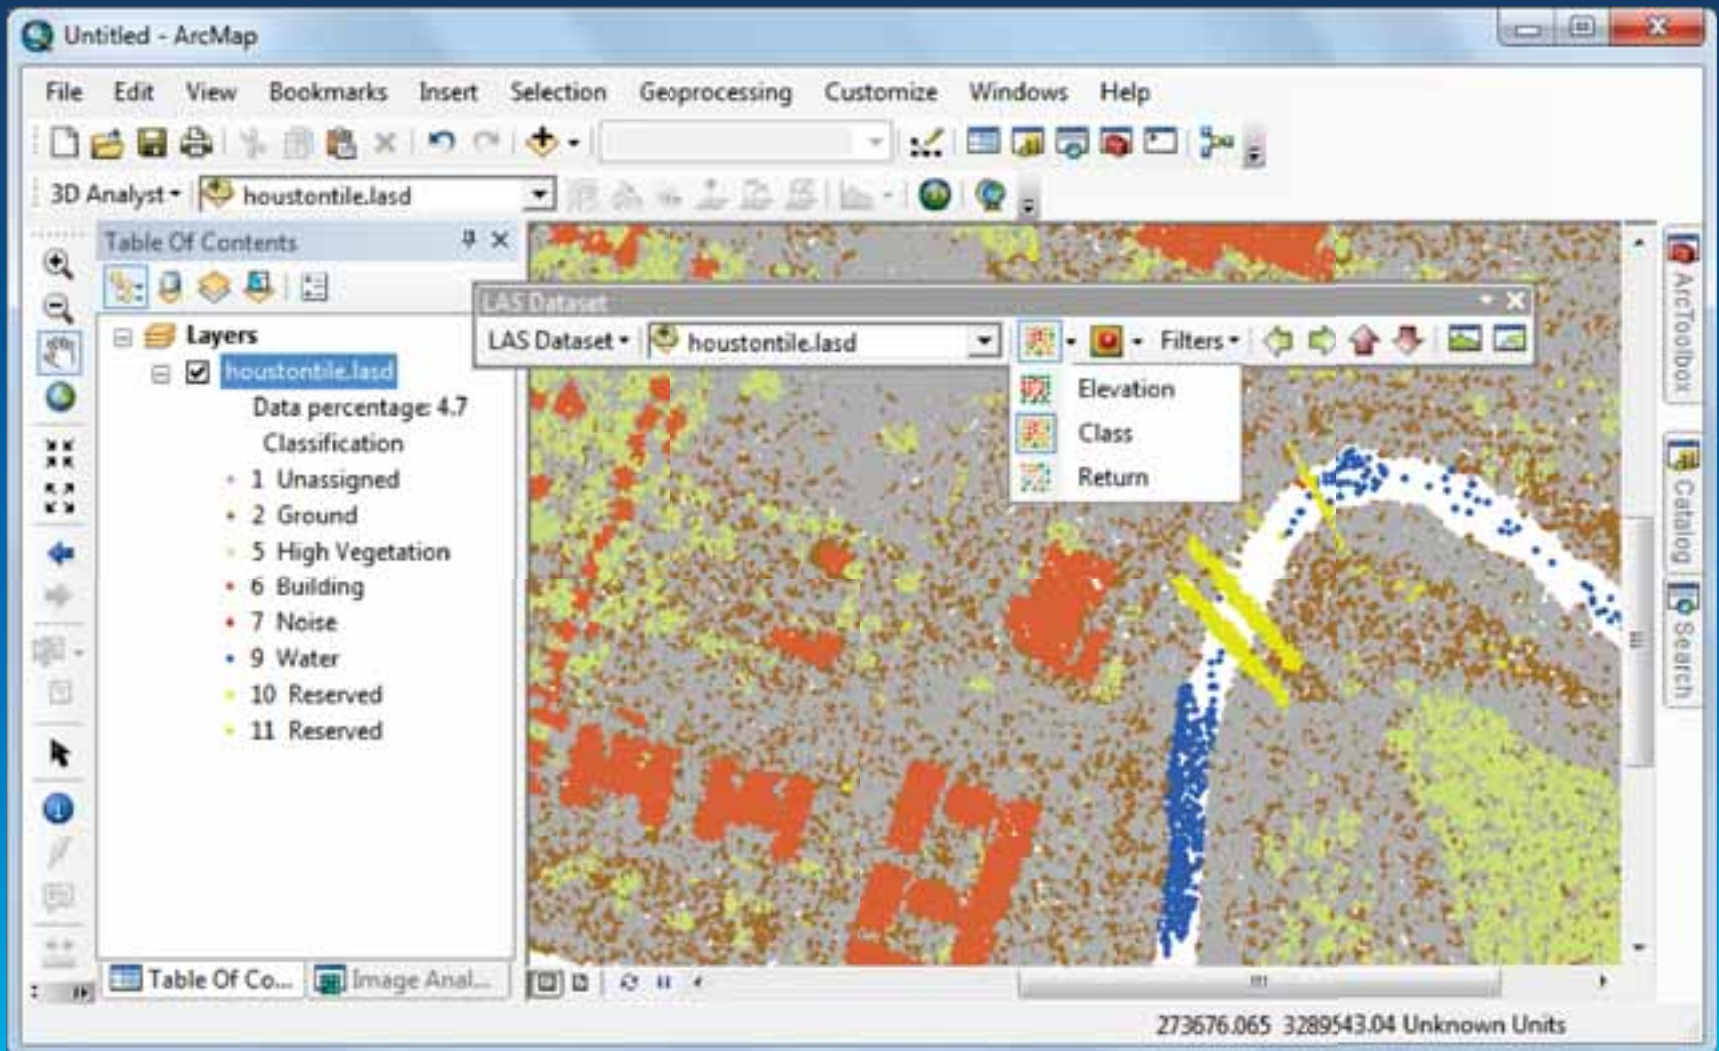 Untitled - ArcMap
File Edit View Bookmarks Insert Selection Geoprocessing Customize Windows Help
3D Analyst houstontile.lasd
Table Of Contents
LAS Dataset
LAS Dataset houstontile.lasd Filters
Layers
houstontile.lasd
Data percentage: 4.7
Classification
1 Unassigned
2 Ground
5 High Vegetation
6 Building
7 Noise
9 Water
10 Reserved
11 Reserved
Elevation
Class
Return
ArcToolbox
Catalog
Search
Table Of Co... Image Anal...
273676.065 3289543.04 Unknown Units